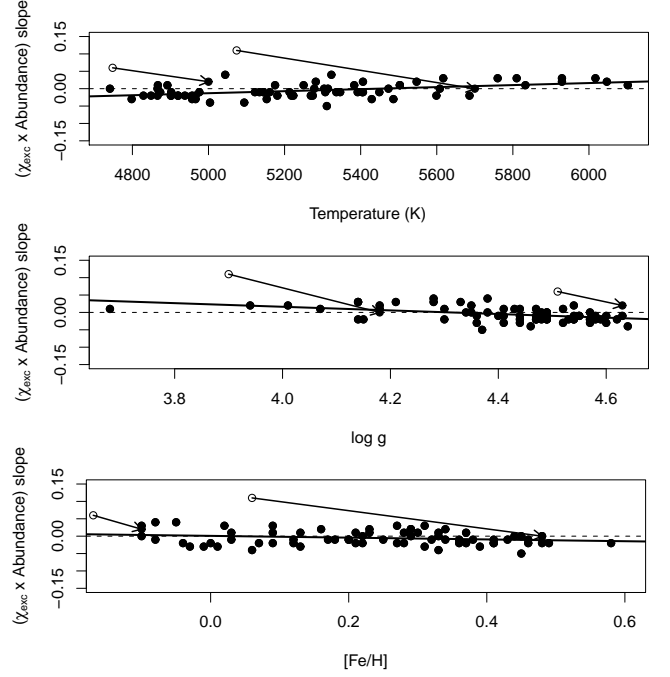 (χexc x Abundance) slope
0.15
0.00
−0.15
4800 5000 5200 5400 5600 5800 6000
Temperature (K)
(χexc x Abundance) slope
0.15
0.00
−0.15
3.8 4.0 4.2 4.4 4.6
log g
(χexc x Abundance) slope
0.15
0.00
−0.15
0.0 0.2 0.4 0.6
[Fe/H]